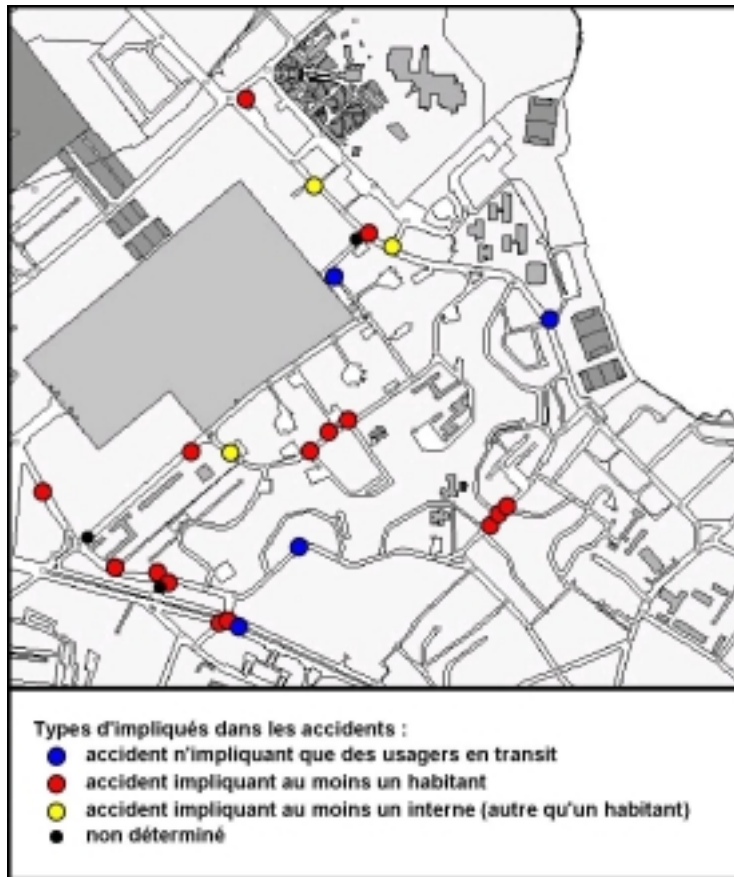 Types d'impliqués dans les accidents :
accident n'impliquant que des usagers en transit
accident impliquant au moins un habitant
accident impliquant au moins un interne (autre qu'un habitant)
non déterminé